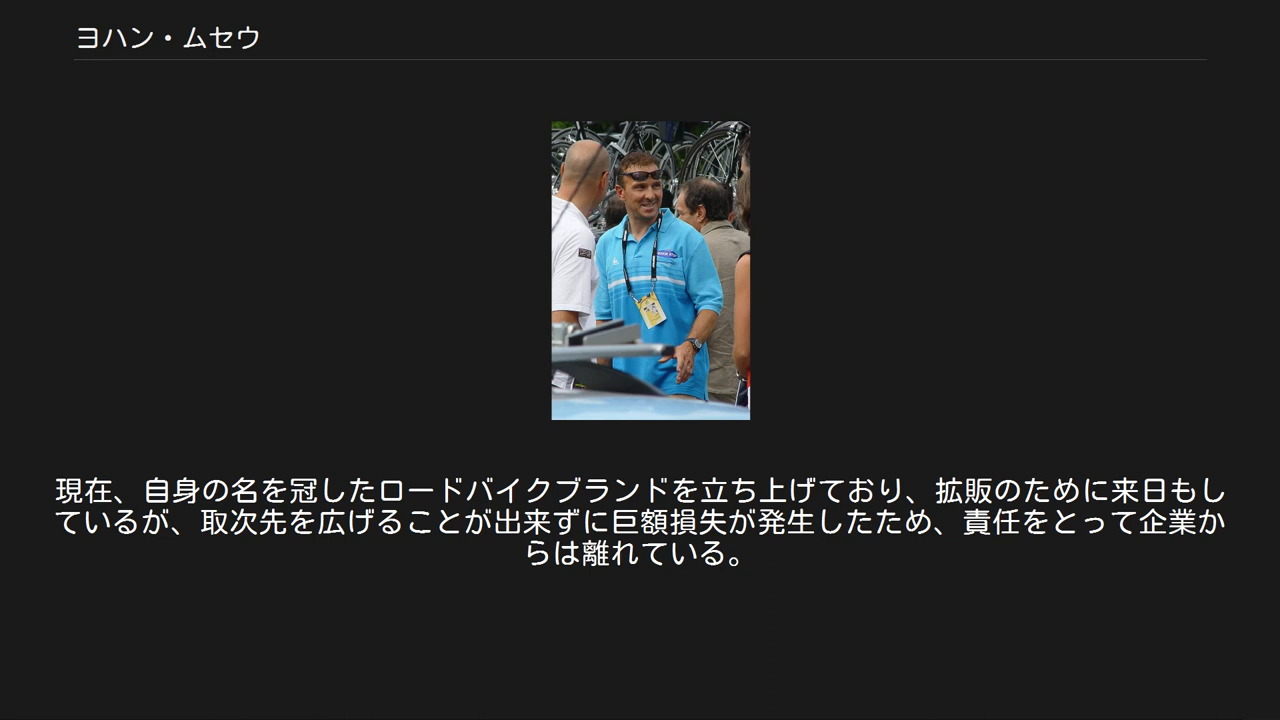 ヨハン・ムセウ
現在、自身の名を冠したロードバイクブランドを立ち上げており、拡販のために来日もし
ているが、取次先を広げることが出来ずに巨額損失が発生したため、責任をとって企業か
らは離れている。